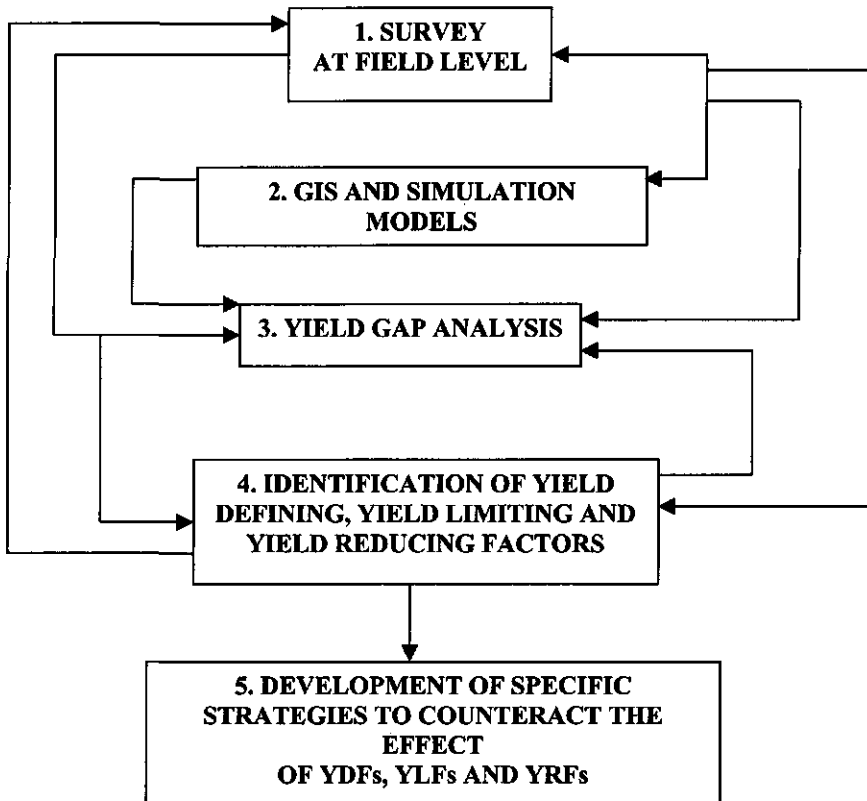 1. SURVEY
AT FIELD LEVEL
2. GIS AND SIMULATION
MODELS
3. YIELD GAP ANALYSIS
4. IDENTIFICATION OF YIELD
DEFINING, YIELD LIMITING AND
YIELD REDUCING FACTORS
5. DEVELOPMENT OF SPECIFIC
STRATEGIES TO COUNTERACT THE
EFFECT
OF YDFs, YLFs AND YRFs